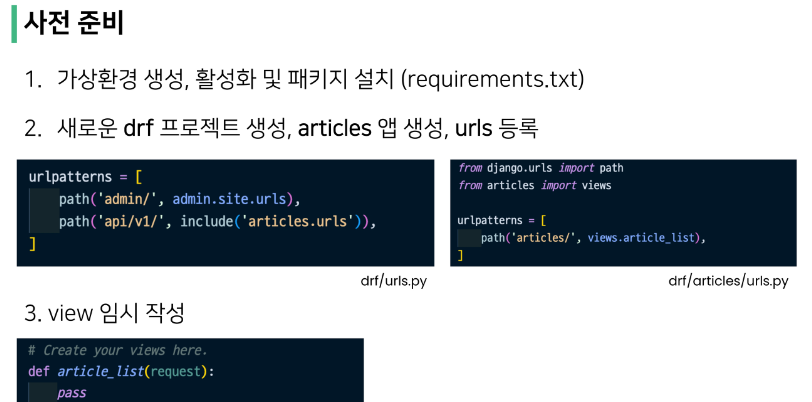 사전 준비
1. 가상환경 생성, 활성화 및 패키지 설치 (requirements.txt)
2. 새로운 drf 프로젝트 생성, articles 앱 생성, urls 등록
urlpatterns = [
    path('admin/', admin.site.urls),
    path('api/v1/', include('articles.urls')),
]
drf/urls.py
from django.urls import path
from articles import views
urlpatterns = [
    path('articles/', views.article_list),
]
drf/articles/urls.py
3. view 임시 작성
# Create your views here.
def article_list(request):
    pass